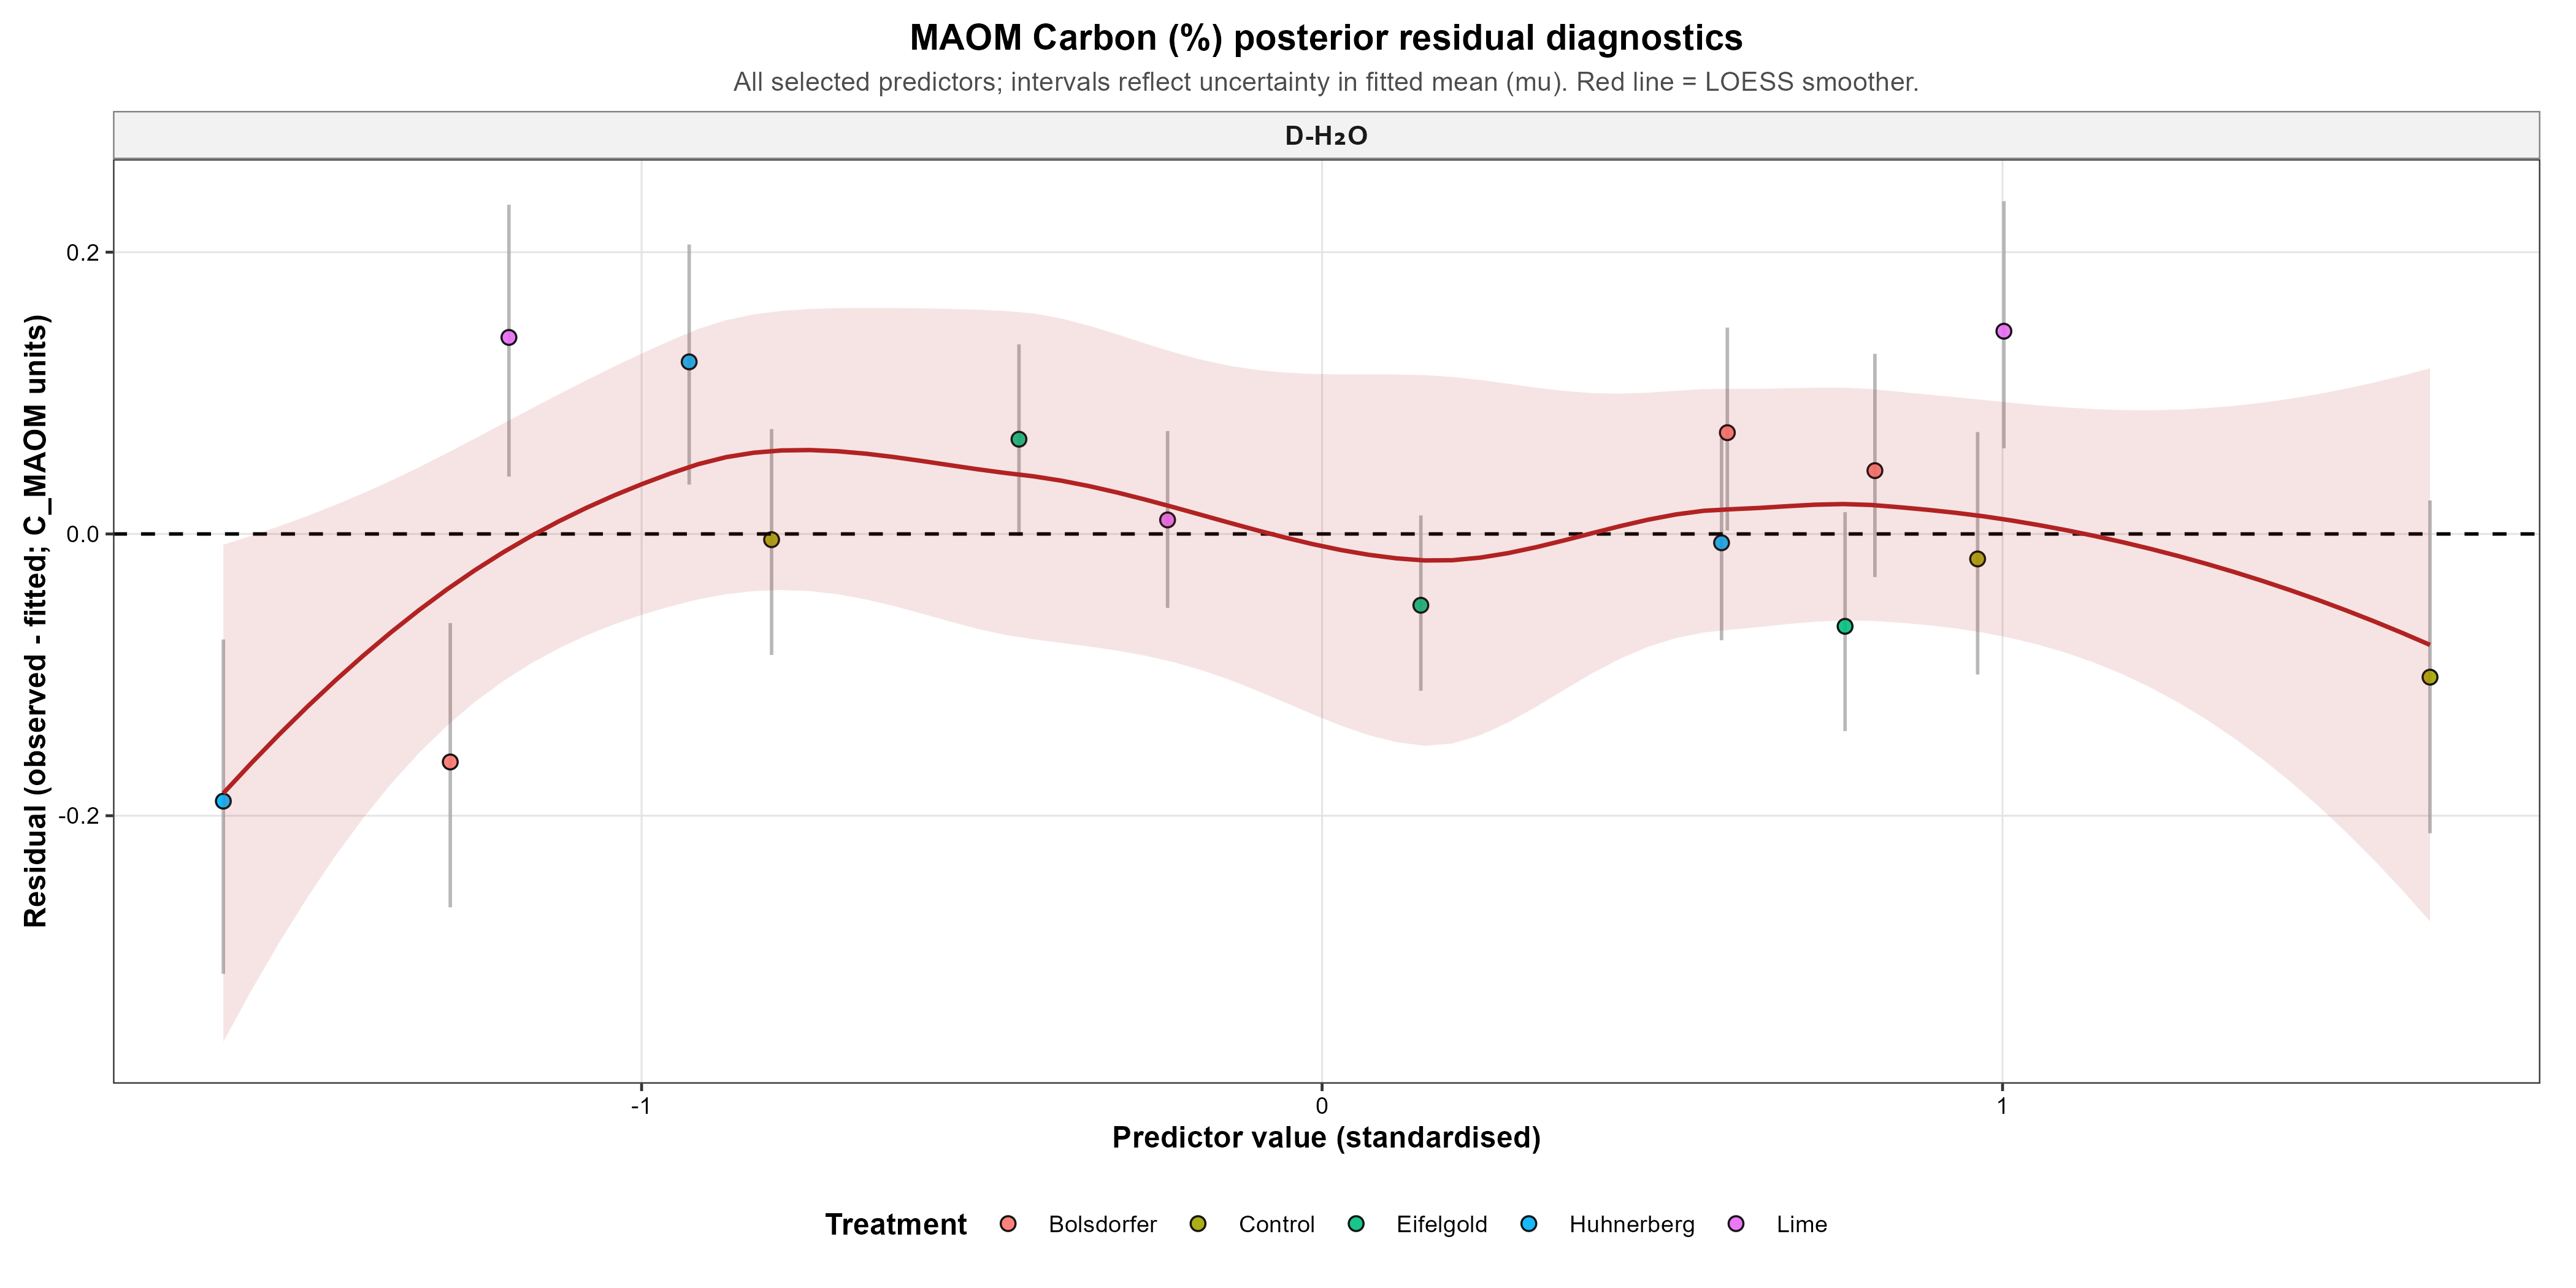 MAOM Carbon (%) posterior residual diagnostics
All selected predictors; intervals reflect uncertainty in fitted mean (mu). Red line = LOESS smoother.
D-H₂O
Residual (observed - fitted; C_MAOM units)
0.2
0.0
-0.2
-1
0
1
Predictor value (standardised)
Treatment Bolsdorfer Control Eifelgold Huhnerberg Lime